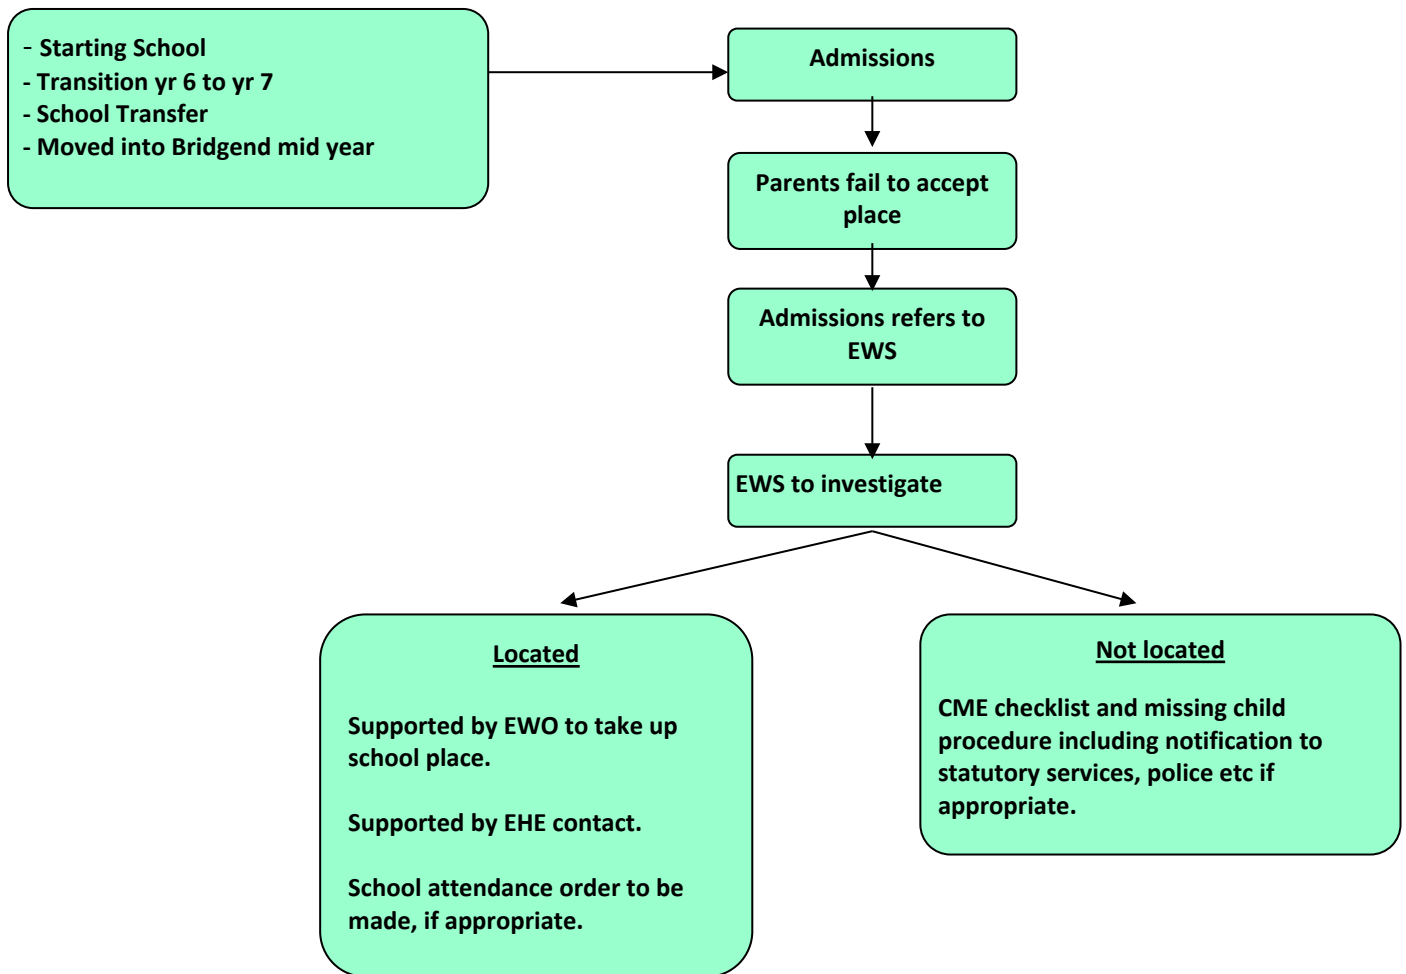 - Starting School
- Transition yr 6 to yr 7
- School Transfer
- Moved into Bridgend mid year
Admissions
Parents fail to accept
place
Admissions refers to
EWS
EWS to investigate
Located
Supported by EWO to take up
school place.
Supported by EHE contact.
School attendance order to be
made, if appropriate.
Not located
CME checklist and missing child
procedure including notification to
statutory services, police etc if
appropriate.